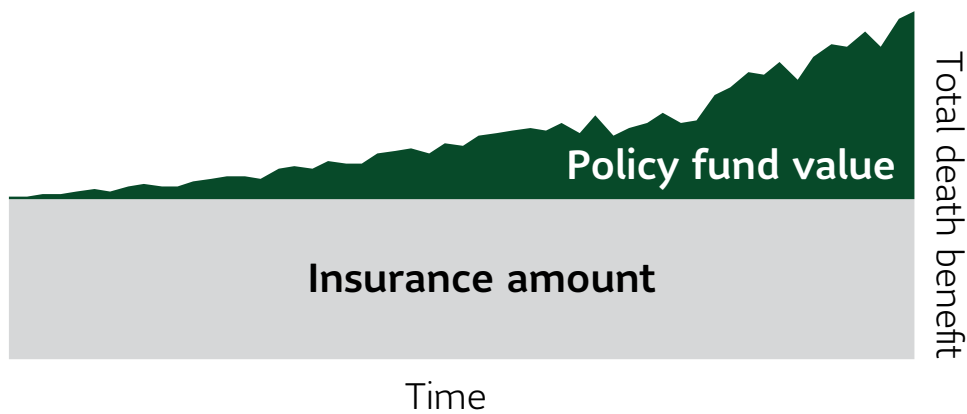 Policy fund value
Insurance amount
Time
Total death benefit